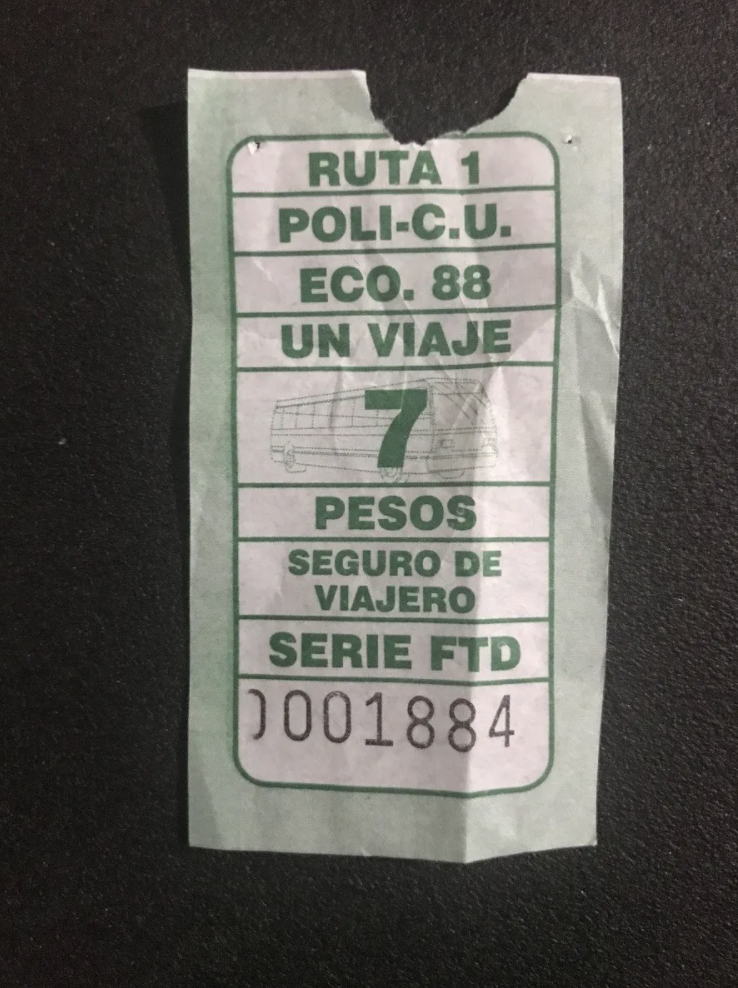 RUTA 1
POLI-C.U.
ECO. 88
UN VIAJE
7
PESOS
SEGURO DE
VIAJERO
SERIE FTD
0001884